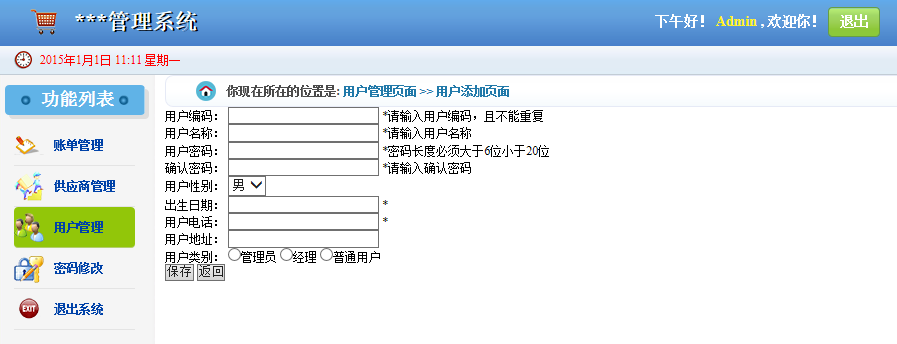 ***管理系统
下午好! Admin , 欢迎你!
退出
2015年1月1日 11:11 星期一
功能列表
账单管理
供应商管理
用户管理
密码修改
EXIT
退出系统
你现在所在的位置是: 用户管理页面 >> 用户添加页面
用户编码: *请输入用户编码,且不能重复
用户名称: *请输入用户名称
用户密码: *密码长度必须大于6位小于20位
确认密码: *请输入确认密码
用户性别: 男
出生日期: *
用户电话: *
用户地址:
用户类别: 管理员 经理 普通用户
保存 返回